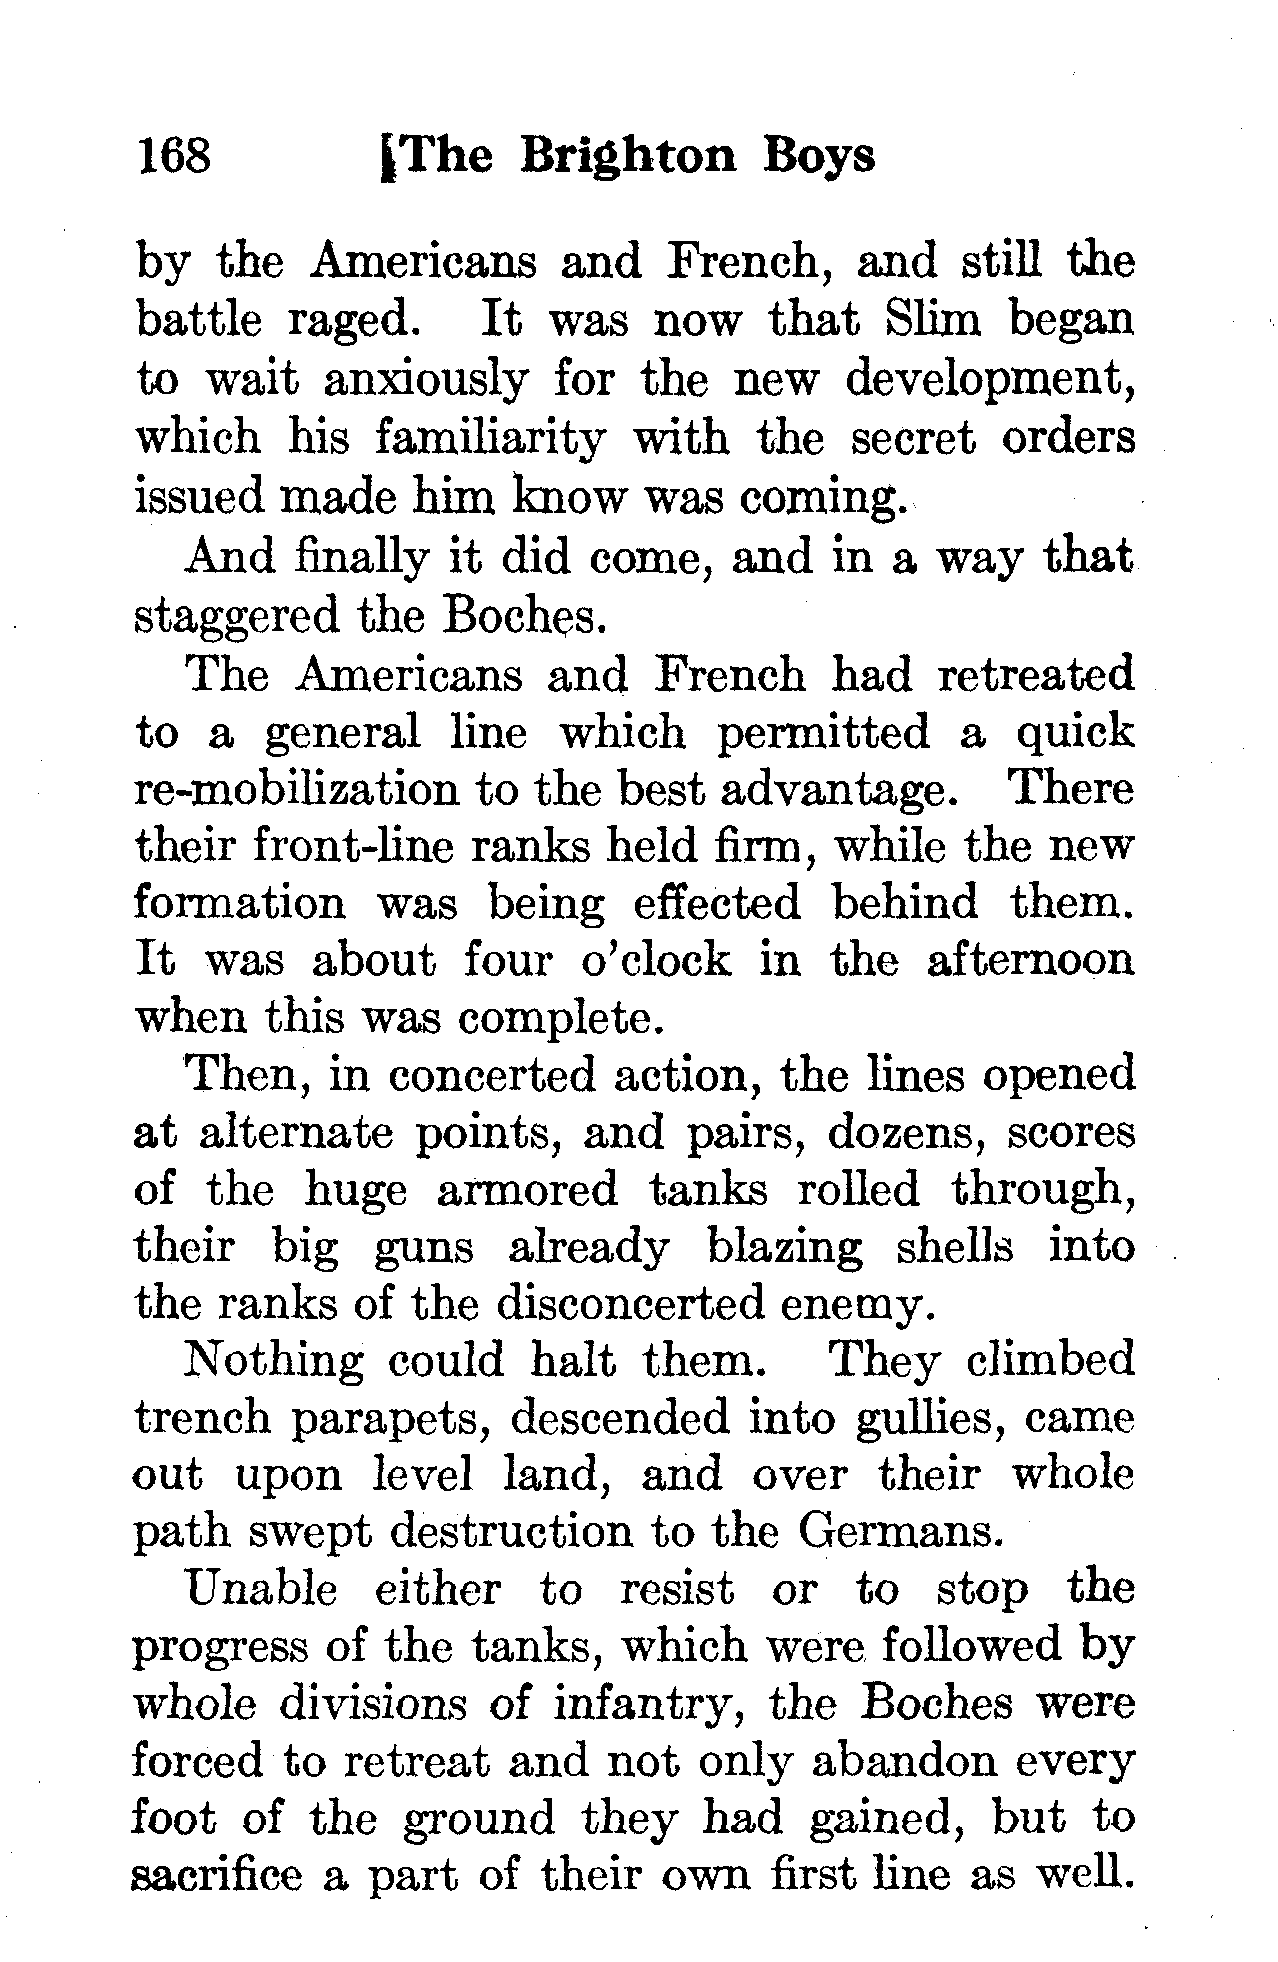 168 [The Brighton Boys
by the Americans and French, and still the
battle raged. It was now that Slim began
to wait anxiously for the new development,
which his familiarity with the secret orders
issued made him know was coming.
And finally it did come, and in a way that
staggered the Boches.
The Americans and French had retreated
to a general line which permitted a quick
re-mobilization to the best advantage. There
their front-line ranks held firm, while the new
formation was being effected behind them.
It was about four o'clock in the afternoon
when this was complete.
Then, in concerted action, the lines opened
at alternate points, and pairs, dozens, scores
of the huge armored tanks rolled through,
their big guns already blazing shells into
the ranks of the disconcerted enemy.
Nothing could halt them. They climbed
trench parapets, descended into gullies, came
out upon level land, and over their whole
path swept destruction to the Germans.
Unable either to resist or to stop the
progress of the tanks, which were followed by
whole divisions of infantry, the Boches were
forced to retreat and not only abandon every
foot of the ground they had gained, but to
sacrifice a part of their own first line as well.